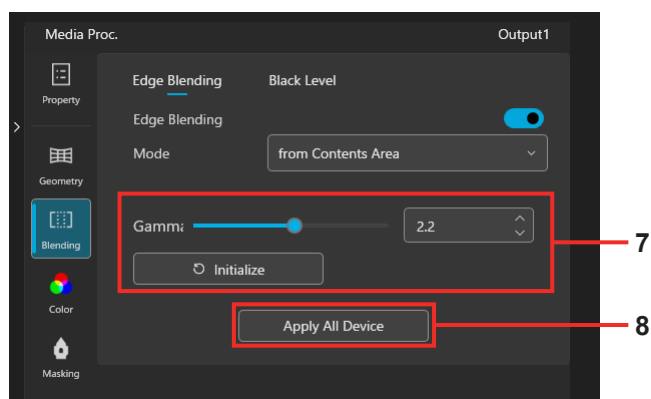 Media Proc.
Output1
Property
Edge Blending
Black Level
Edge Blending
Mode
from Contents Area
Geometry
Gamma
2.2
7
Blending
Initialize
Color
Apply All Device
8
Masking